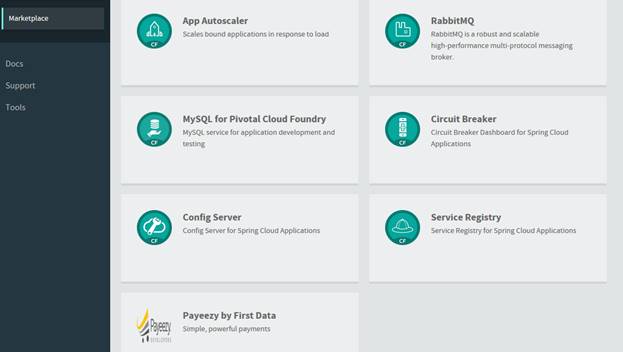 Marketplace
Docs
Support
Tools
App Autoscaler
Scales bound applications in response to load
CF
RabbitMQ
RabbitMQ is a robust and scalable
high-performance multi-protocol messaging
broker.
CF
MySQL for Pivotal Cloud Foundry
MySQL service for application development and
testing
CF
Circuit Breaker
Circuit Breaker Dashboard for Spring Cloud
Applications
CF
Config Server
Config Server for Spring Cloud Applications
CF
Service Registry
Service Registry for Spring Cloud Applications
CF
Payeezy by First Data
Simple, powerful payments
Payeezy
DEVELOPERS